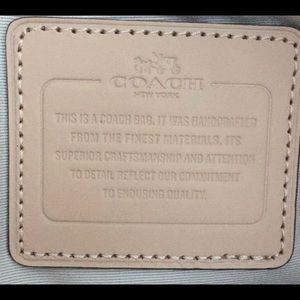 COACH
NEW YORK
THIS IS A COACH BAG. IT WAS HANDCRAFTED
FROM THE FINEST MATERIALS. ITS
SUPERIOR CRAFTSMANSHIP AND ATTENTION
TO DETAIL REFLECT OUR COMMITMENT
TO ENDURING QUALITY.